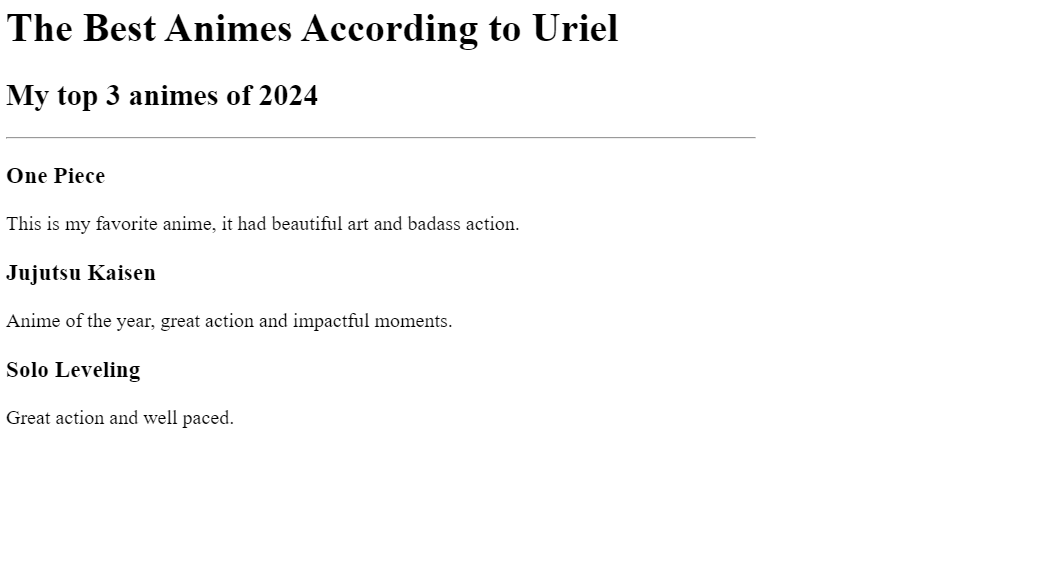 The Best Animes According to Uriel
My top 3 animes of 2024
One Piece
This is my favorite anime, it had beautiful art and badass action.
Jujutsu Kaisen
Anime of the year, great action and impactful moments.
Solo Leveling
Great action and well paced.